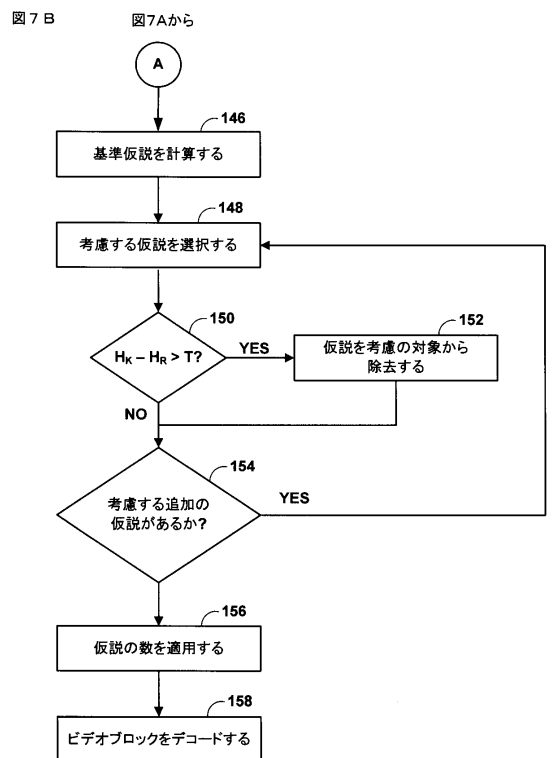 図7B
図7Aから
A
146
基準仮説を計算する
148
考慮する仮説を選択する
150
HK – HR > T?
YES
152
仮説を考慮の対象から
除去する
NO
154
考慮する追加の
仮説があるか?
YES
156
仮説の数を適用する
158
ビデオブロックをデコードする